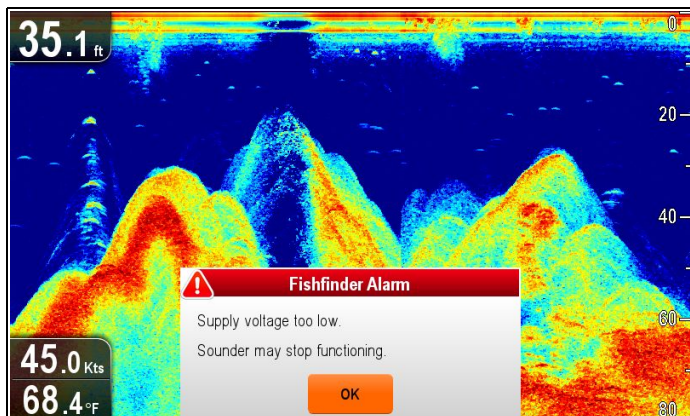 35.1 ft
0
20
40
60
80
Fishfinder Alarm
Supply voltage too low.
Sounder may stop functioning.
OK
45.0 Kts
68.4°F